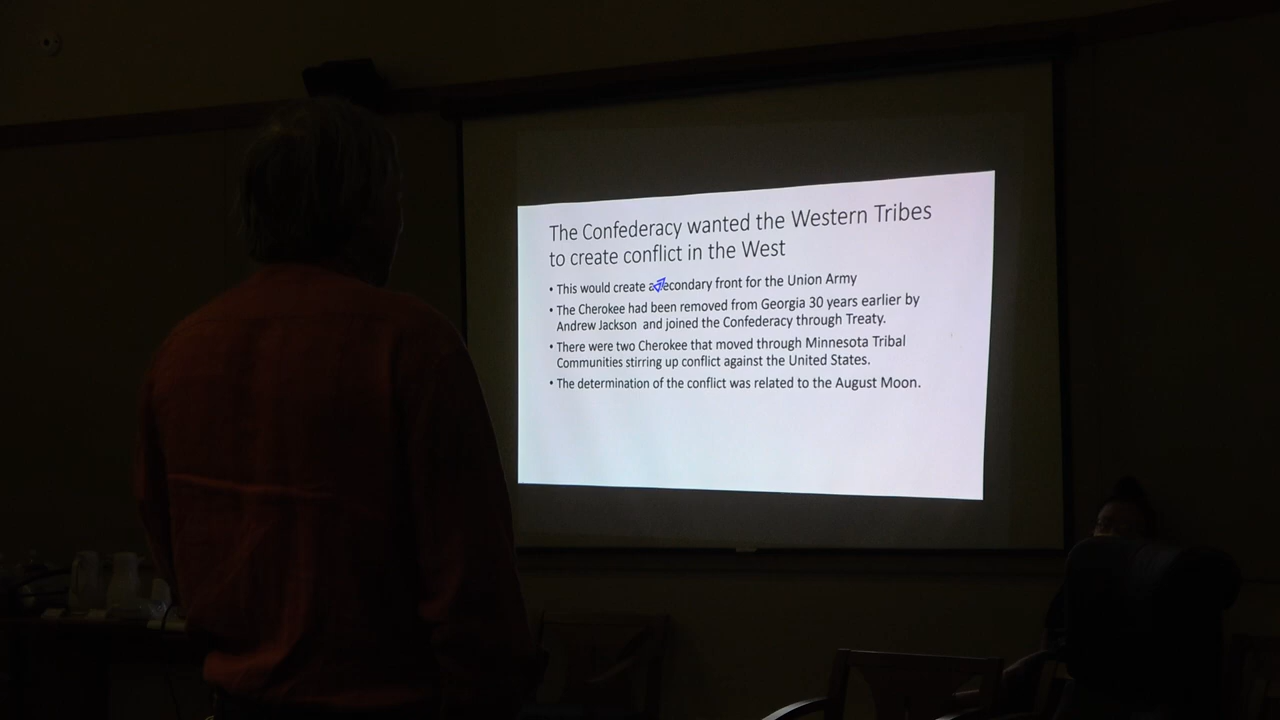 The Confederacy wanted the Western Tribes
to create conflict in the West
• This would create a secondary front for the Union Army
• The Cherokee had been removed from Georgia 30 years earlier by
Andrew Jackson and joined the Confederacy through Treaty.
• There were two Cherokee that moved through Minnesota Tribal
Communities stirring up conflict against the United States.
• The determination of the conflict was related to the August Moon.